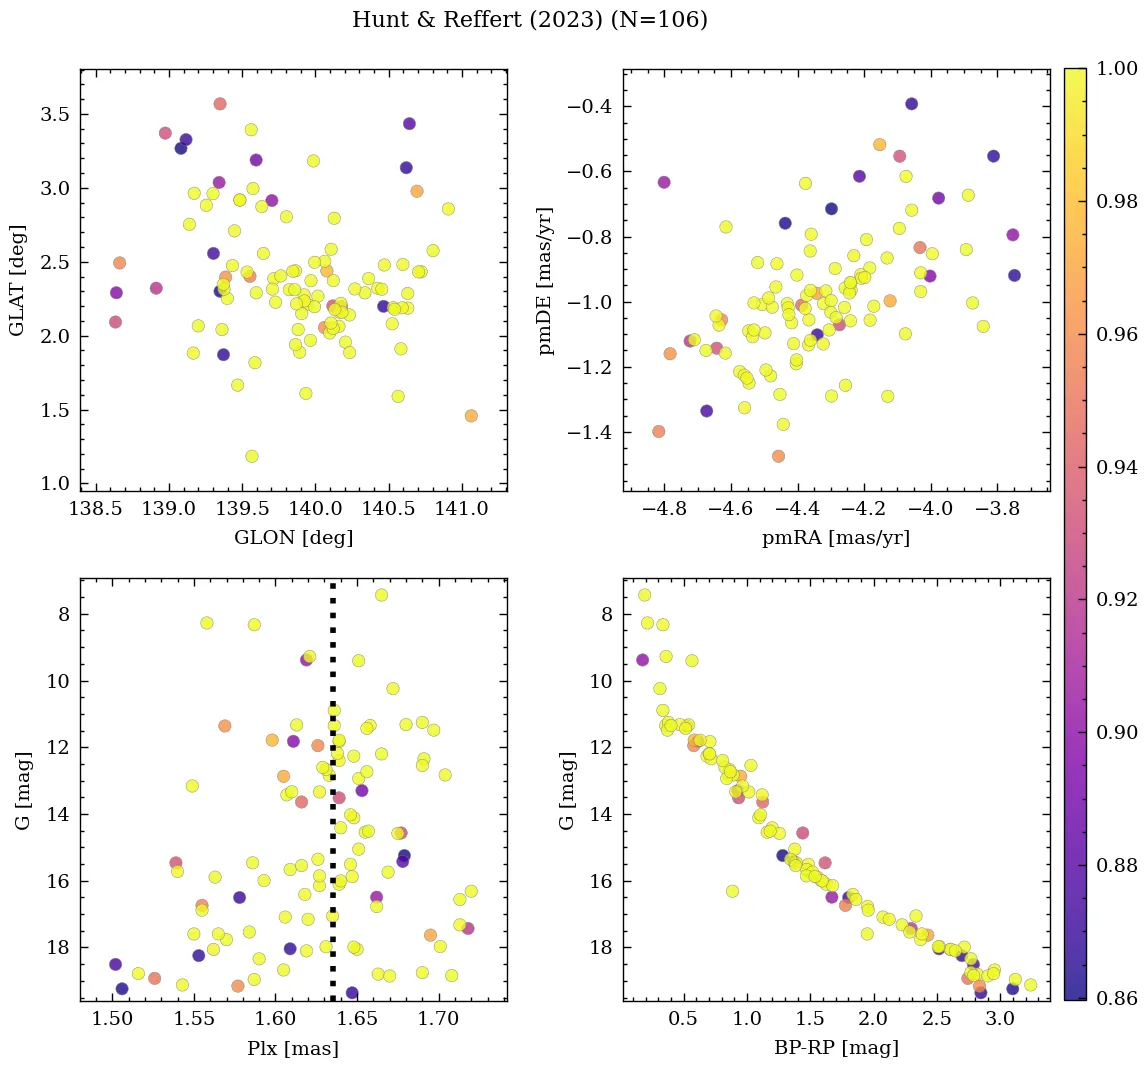 Hunt & Reffert (2023) (N=106)
3.5
3.0
2.5
2.0
1.5
1.0
GLAT [deg]
138.5 139.0 139.5 140.0 140.5 141.0
GLON [deg]
−0.4
−0.6
−0.8
−1.0
−1.2
−1.4
pmDE [mas/yr]
−4.8 −4.6 −4.4 −4.2 −4.0 −3.8
pmRA [mas/yr]
8
10
12
14
16
18
G [mag]
1.50 1.55 1.60 1.65 1.70
Plx [mas]
8
10
12
14
16
18
G [mag]
0.5 1.0 1.5 2.0 2.5 3.0
BP-RP [mag]
1.00
0.98
0.96
0.94
0.92
0.90
0.88
0.86